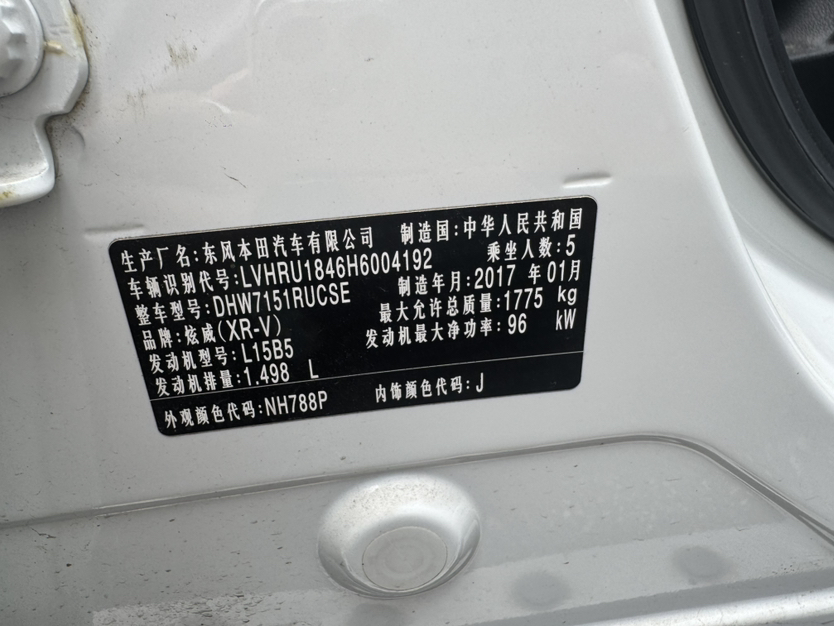 生产厂名:东风本田汽车有限公司 制造国:中华人民共和国
车辆识别代号:LVHRU1846H6004192 乘坐人数:5
整车型号:DHW7151RUCSE 制造年月:2017 年 01月
品牌:炫威(XR-V) 最大允许总质量:1775 kg
发动机型号:L15B5 发动机最大净功率:96 kW
发动机排量:1.498 L
外观颜色代码:NH788P 内饰颜色代码:J